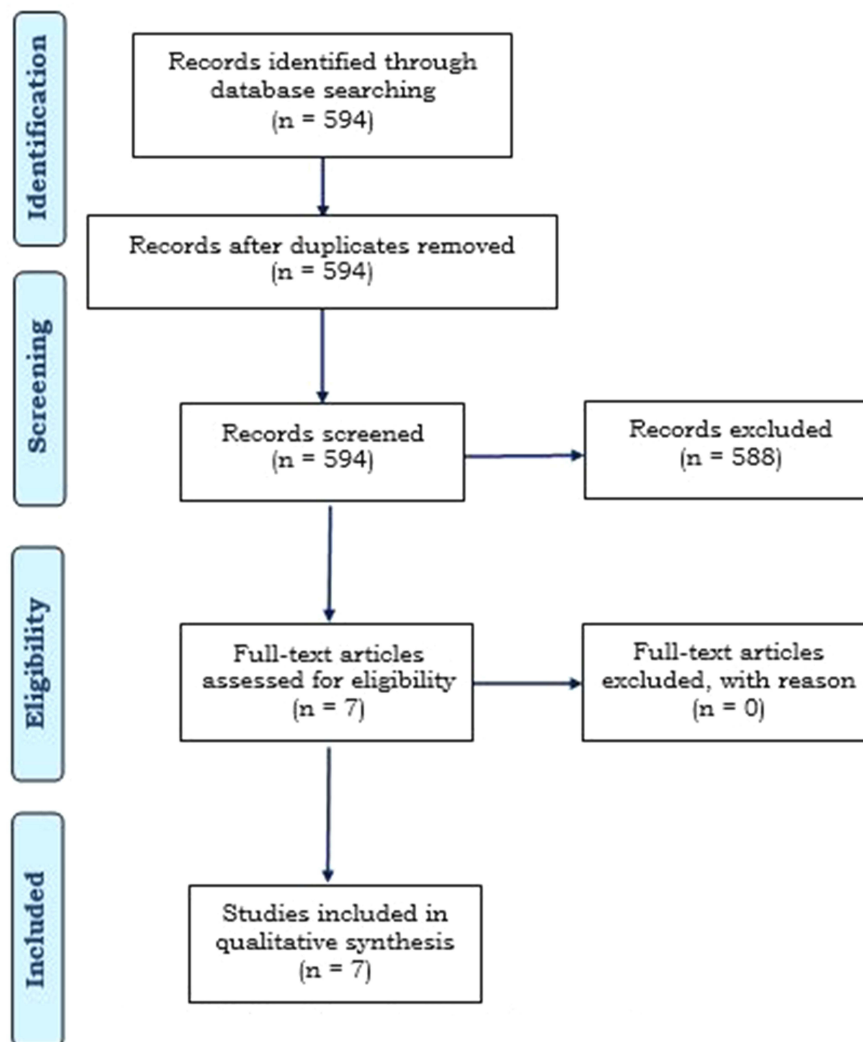 Identification
Records identified through
database searching
(n = 594)
Records after duplicates removed
(n = 594)
Screening
Records screened
(n = 594)
Records excluded
(n = 588)
Eligibility
Full-text articles
assessed for eligibility
(n = 7)
Full-text articles
excluded, with reason
(n = 0)
Included
Studies included in
qualitative synthesis
(n = 7)